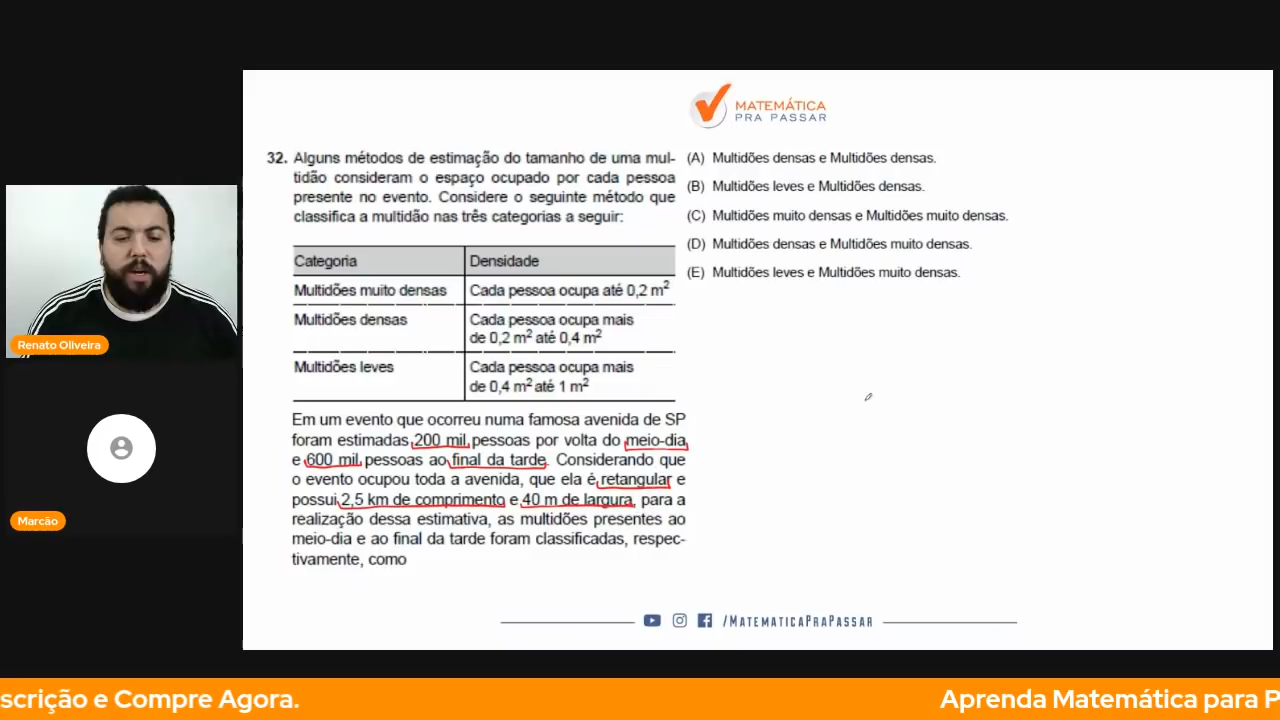 MATEMÁTICA
PRA PASSAR
32. Alguns métodos de estimação do tamanho de uma mul-
tidão consideram o espaço ocupado por cada pessoa
presente no evento. Considere o seguinte método que
classifica a multidão nas três categorias a seguir:
Categoria Densidade
Multidões muito densas Cada pessoa ocupa até 0,2 m²
Multidões densas Cada pessoa ocupa mais
de 0,2 m² até 0,4 m²
Multidões leves Cada pessoa ocupa mais
de 0,4 m² até 1 m²
Em um evento que ocorreu numa famosa avenida de SP
foram estimadas 200 mil pessoas por volta do meio-dia
e 600 mil pessoas ao final da tarde. Considerando que
o evento ocupou toda a avenida, que ela é retangular e
possui 2,5 km de comprimento e 40 m de largura, para a
realização dessa estimativa, as multidões presentes ao
meio-dia e ao final da tarde foram classificadas, respec-
tivamente, como
(A) Multidões densas e Multidões densas.
(B) Multidões leves e Multidões densas.
(C) Multidões muito densas e Multidões muito densas.
(D) Multidões densas e Multidões muito densas.
(E) Multidões leves e Multidões muito densas.
Renato Oliveira
Marcão
/MATEMATICAPRAPASSAR
scrição e Compre Agora. Aprenda Matemática para P